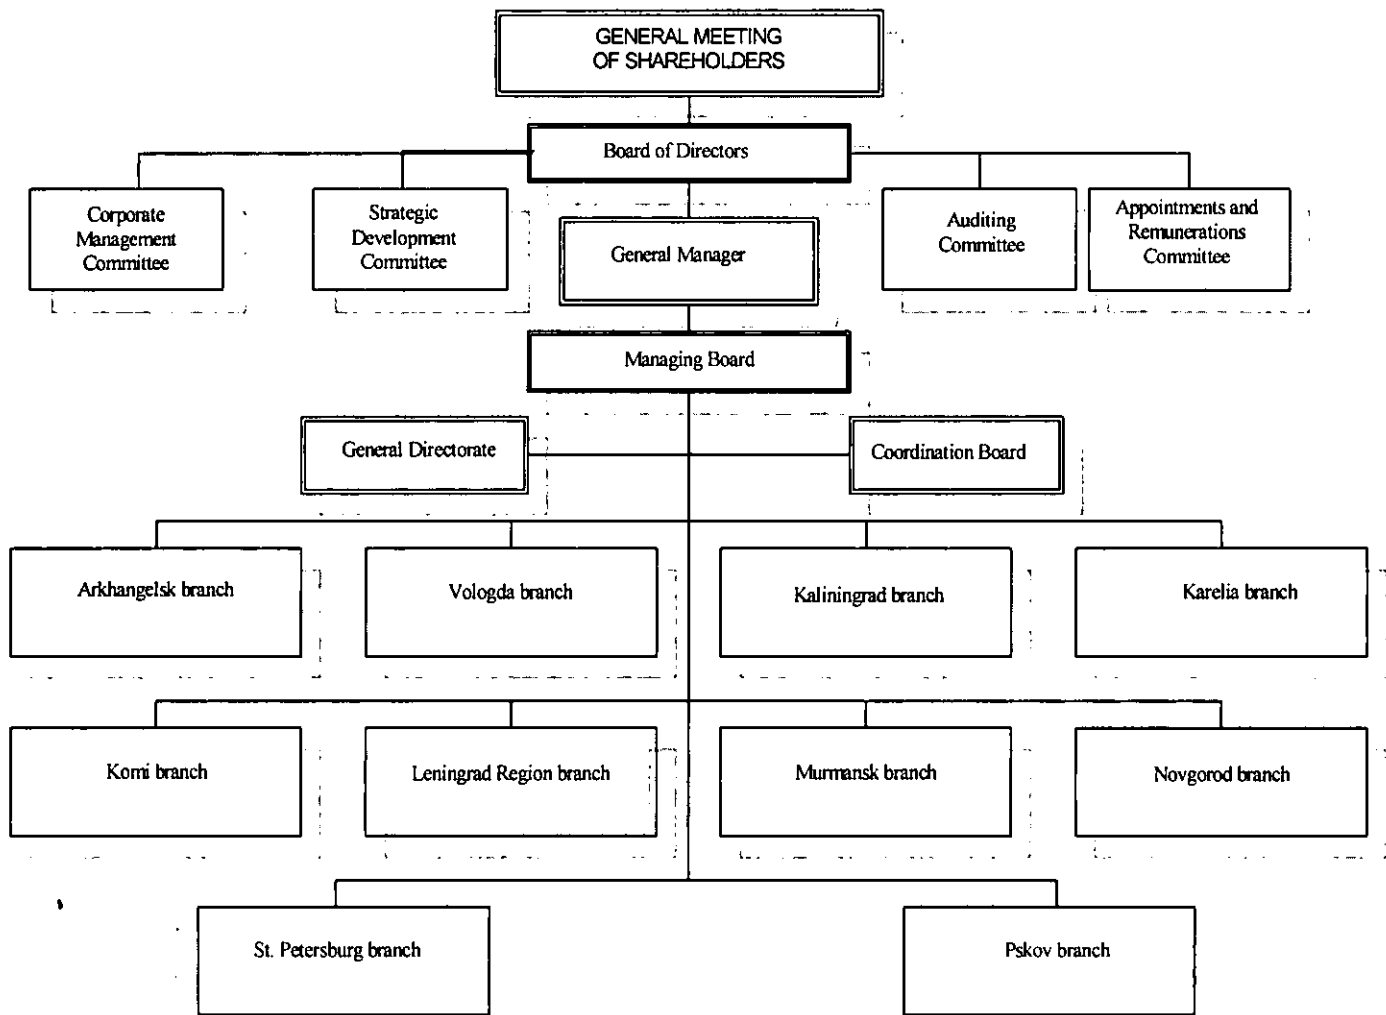 GENERAL MEETING
OF SHAREHOLDERS
Board of Directors
Corporate
Management
Committee
Strategic
Development
Committee
General Manager
Auditing
Committee
Appointments and
Remunerations
Committee
Managing Board
General Directorate
Coordination Board
Arkhangelsk branch
Vologda branch
Kaliningrad branch
Karelia branch
Komi branch
Leningrad Region branch
Murmansk branch
Novgorod branch
St. Petersburg branch
Pskov branch